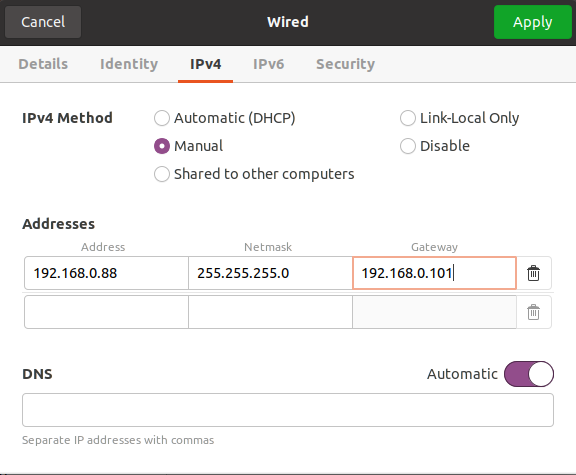 Cancel Wired Apply
Details Identity IPv4 IPv6 Security
IPv4 Method Automatic (DHCP) Link-Local Only
Manual Disable
Shared to other computers
Addresses
Address Netmask Gateway
192.168.0.88 255.255.255.0 192.168.0.101
DNS Automatic
Separate IP addresses with commas